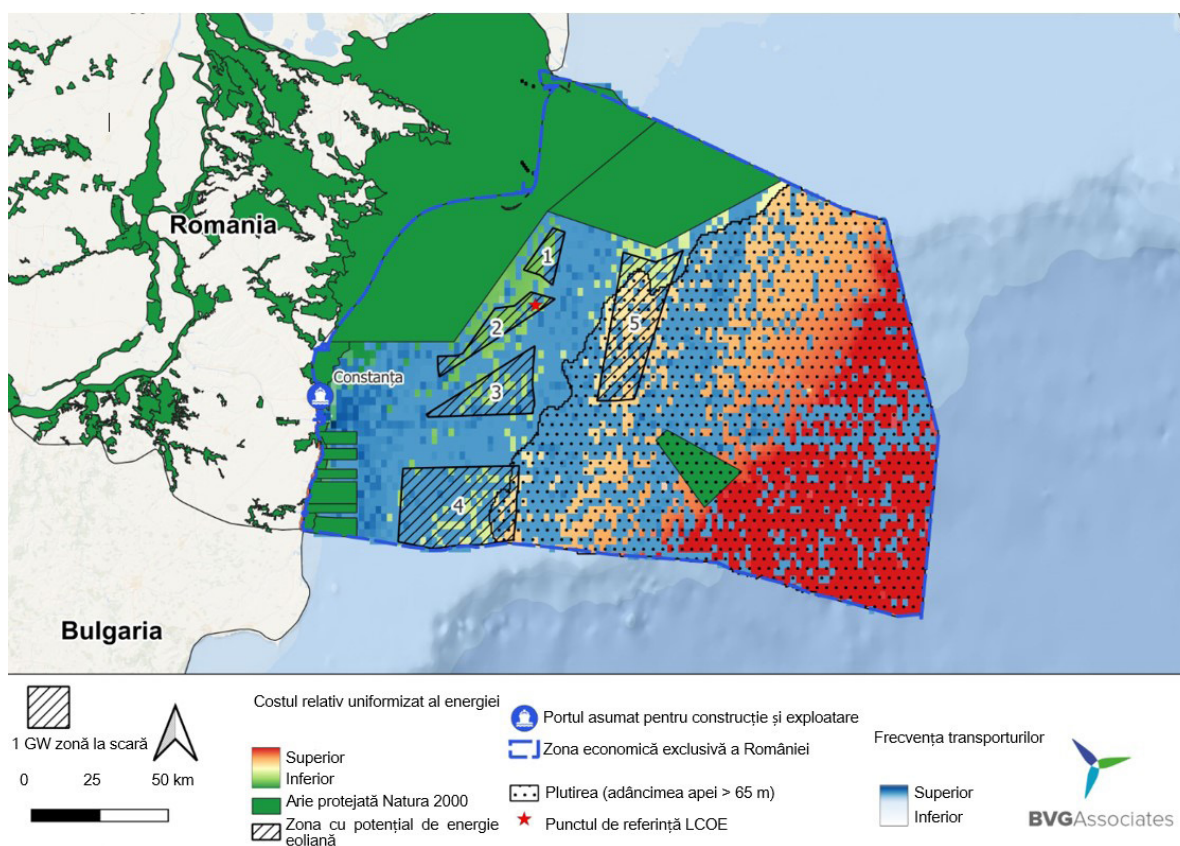 Romania
1
2
5
3
Constanța
4
Bulgaria
1 GW zonă la scară
0 25 50 km
Costul relativ uniformizat al energiei
Superior
Inferior
Arie protejată Natura 2000
Zona cu potențial de energie
eoliană
Portul asumat pentru construcție și exploatare
Zona economică exclusivă a României
Plutirea (adâncimea apei > 65 m)
Punctul de referință LCOE
Frecvența transporturilor
Superior
Inferior
BVGAssociates